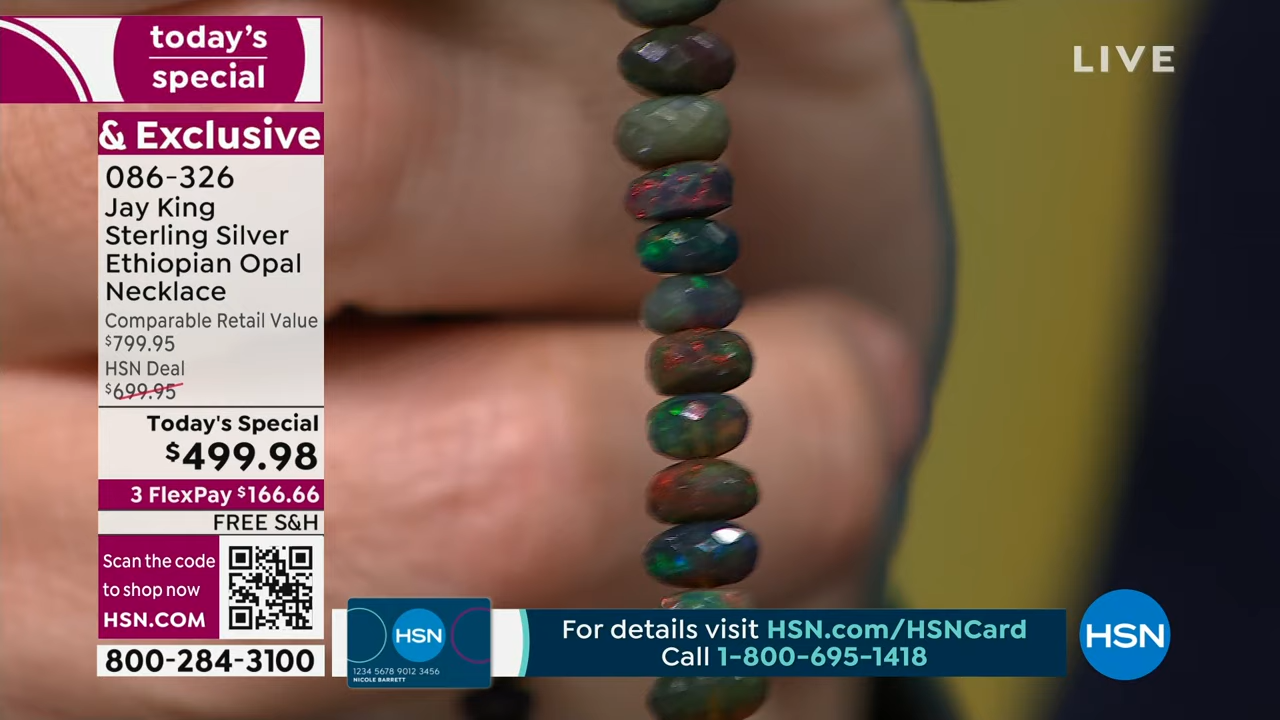 today's
special
& Exclusive
086-326
Jay King
Sterling Silver
Ethiopian Opal
Necklace
Comparable Retail Value
$799.95
HSN Deal
$699.95
Today's Special
$499.98
3 FlexPay $166.66
FREE S&H
Scan the code
to shop now
HSN.COM
800-284-3100
LIVE
HSN
1234 5678 9012 3456
NICOLE BARRETT
For details visit HSN.com/HSNCard
Call 1-800-695-1418
HSN